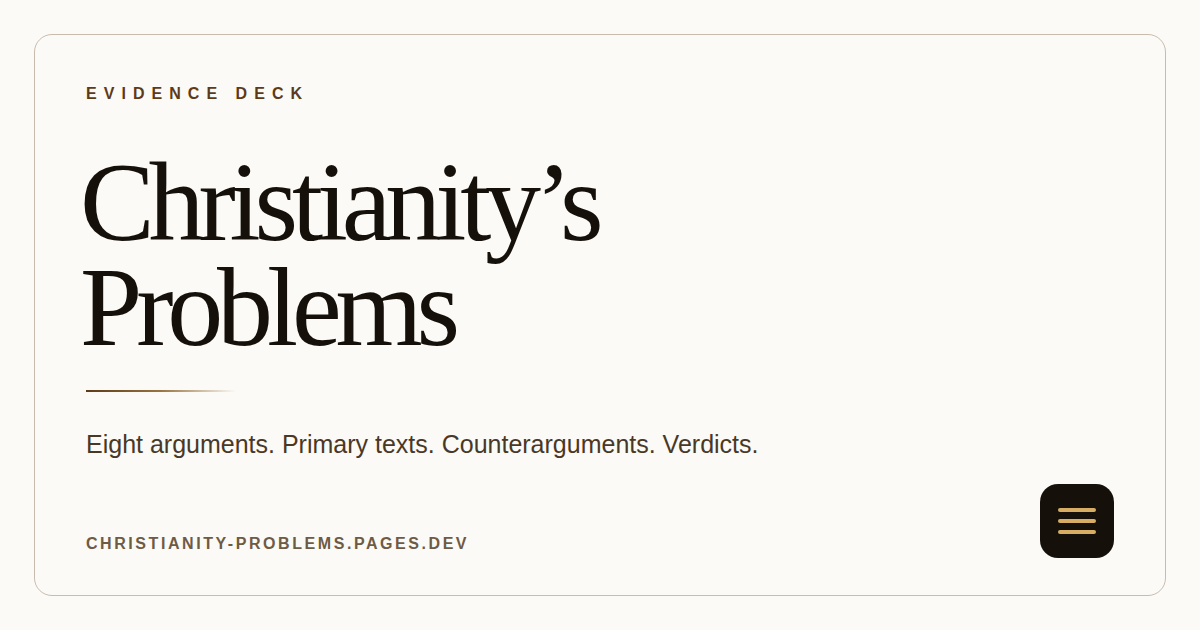 EVIDENCE DECK
Christianity’s
Problems
Eight arguments. Primary texts. Counterarguments. Verdicts.
CHRISTIANITY-PROBLEMS.PAGES.DEV